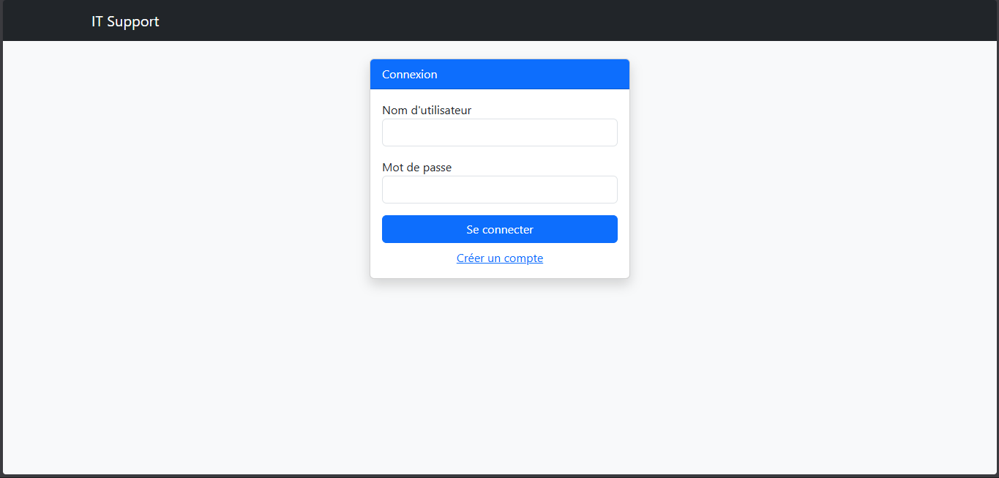 IT Support
Connexion
Nom d'utilisateur
Mot de passe
Se connecter
Créer un compte